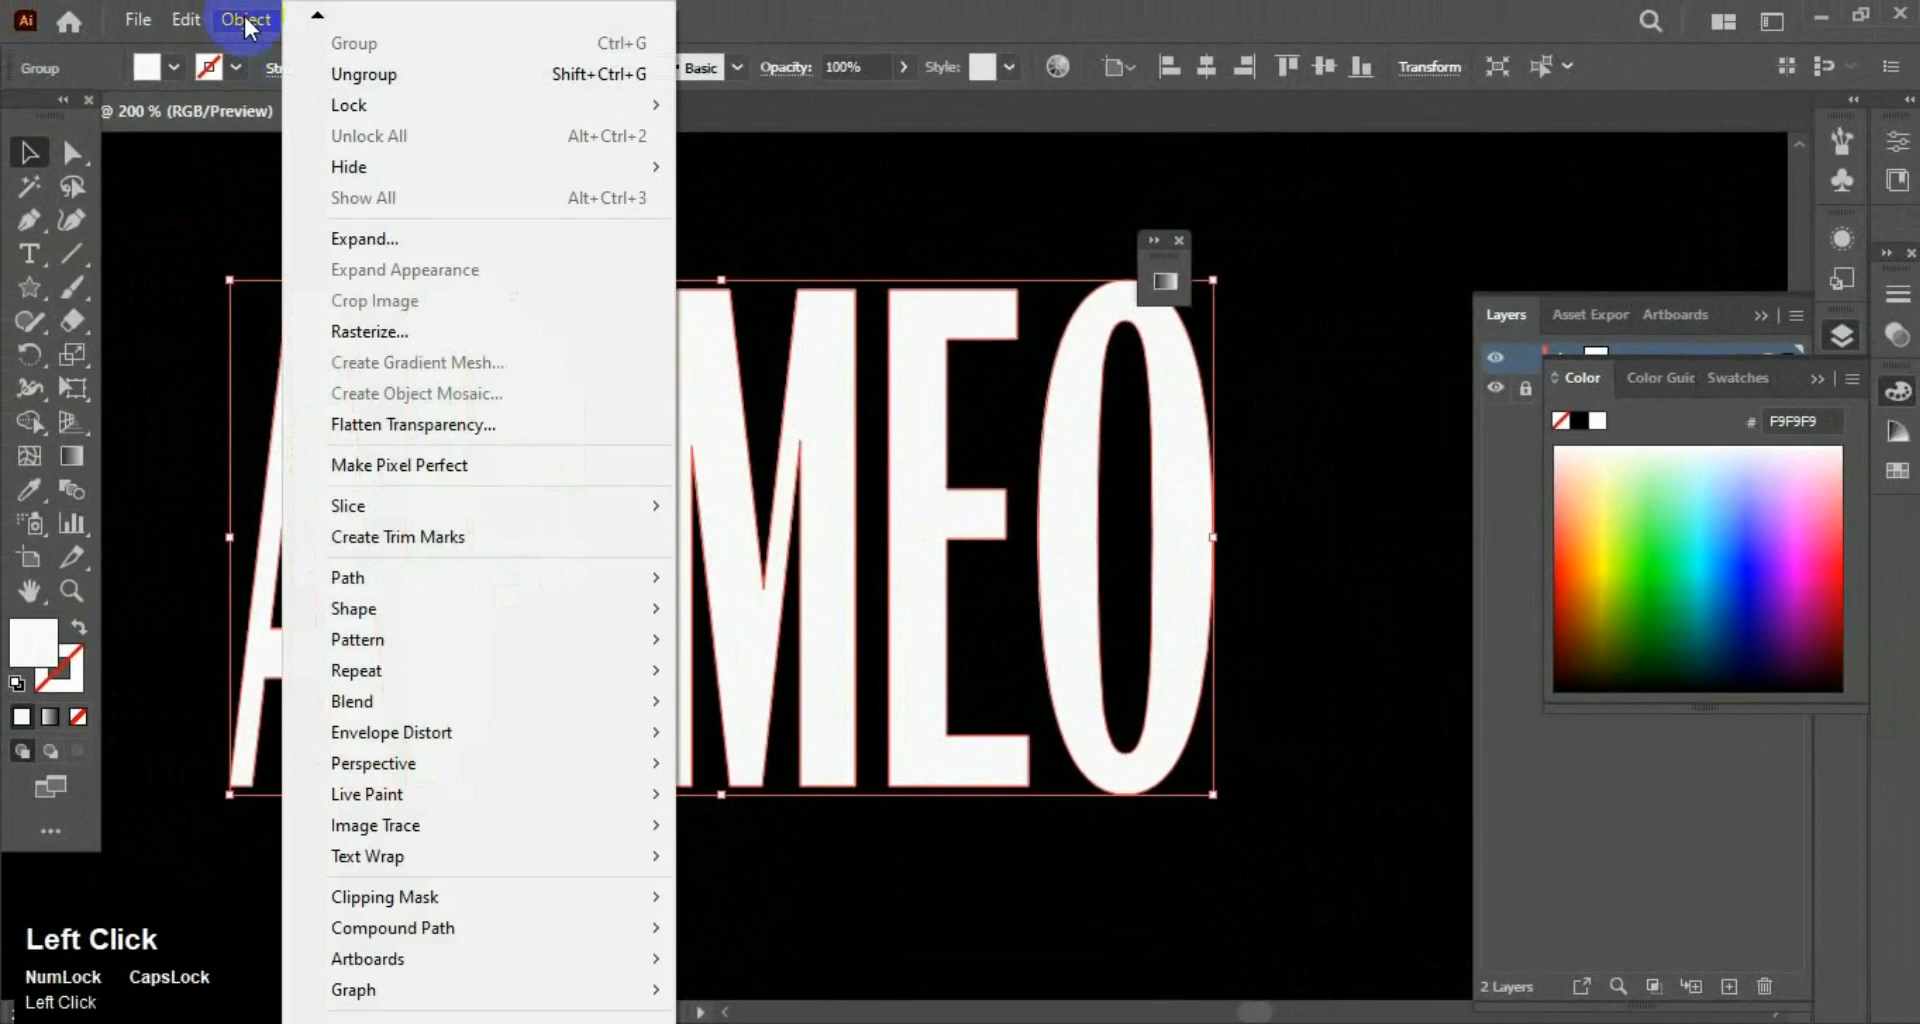 Ai File Edit Object
Group Basic Opacity: 100% Style: Transform
@ 200 % (RGB/Preview)
Group Ctrl+G
Ungroup Shift+Ctrl+G
Lock
Unlock All Alt+Ctrl+2
Hide
Show All Alt+Ctrl+3
Expand...
Expand Appearance
Crop Image
Rasterize...
Create Gradient Mesh...
Create Object Mosaic...
Flatten Transparency...
Make Pixel Perfect
Slice
Create Trim Marks
Path
Shape
Pattern
Repeat
Blend
Envelope Distort
Perspective
Live Paint
Image Trace
Text Wrap
Clipping Mask
Compound Path
Artboards
Graph
MEO
Layers Asset Expor Artboards
Color Color Guic Swatches
# F9F9F9
2 Layers
Left Click
NumLock CapsLock
Left Click